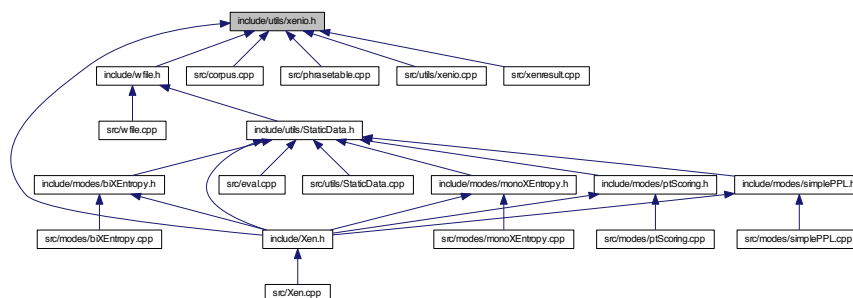 include/utils/xenio.h
include/wfile.h
src/corpus.cpp
src/phrasetable.cpp
src/utils/xenio.cpp
src/xenresult.cpp
src/wfile.cpp
include/utils/StaticData.h
include/modes/biXEntropy.h
src/eval.cpp
src/utils/StaticData.cpp
include/modes/monoXEntropy.h
include/modes/ptScoring.h
include/modes/simplePPL.h
src/modes/biXEntropy.cpp
include/Xen.h
src/modes/monoXEntropy.cpp
src/modes/ptScoring.cpp
src/modes/simplePPL.cpp
src/Xen.cpp